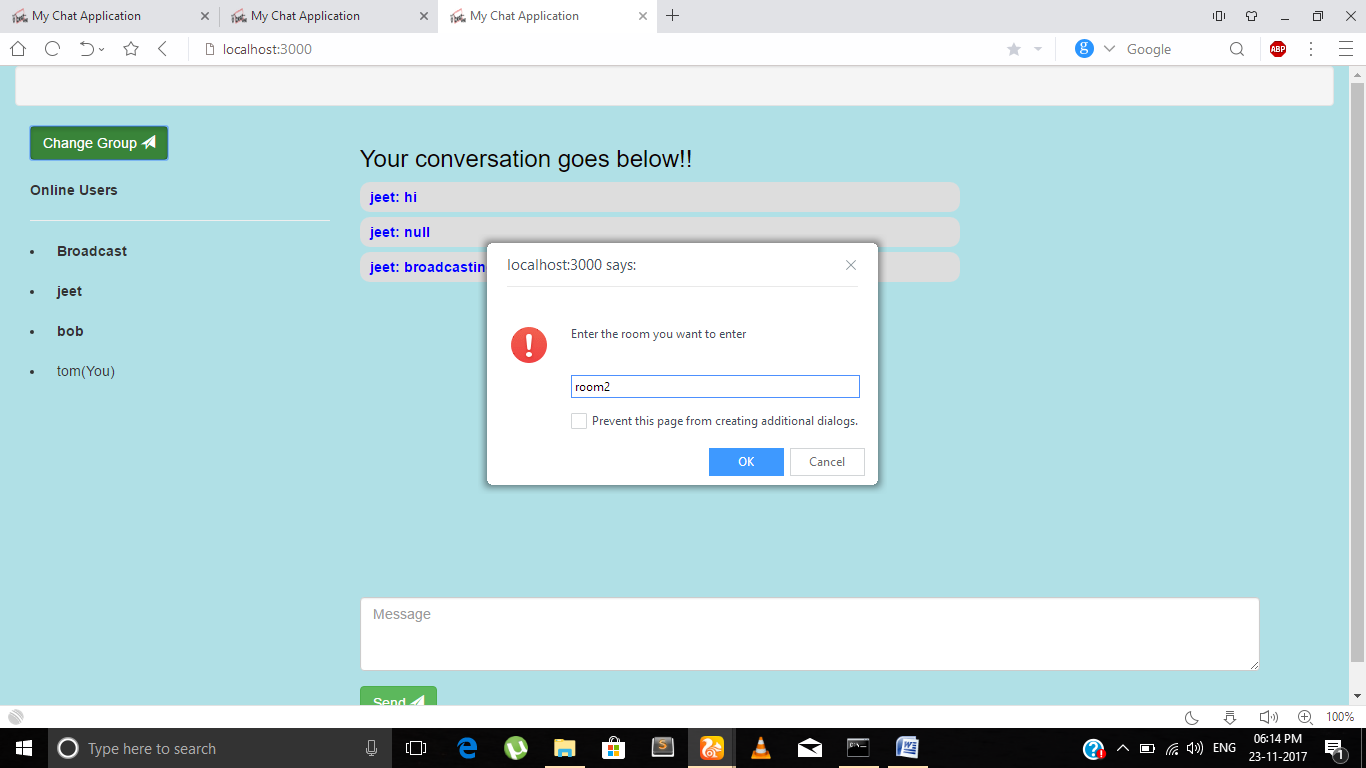 My Chat Application
My Chat Application
My Chat Application
localhost:3000
g
Google
ABP
Change Group
Your conversation goes below!!
Online Users
jeet: hi
jeet: null
jeet: broadcastin
Broadcast
jeet
bob
tom(You)
localhost:3000 says:
Enter the room you want to enter
room2
Prevent this page from creating additional dialogs.
OK
Cancel
Message
Send
100%
Type here to search
ENG
06:14 PM
23-11-2017
1